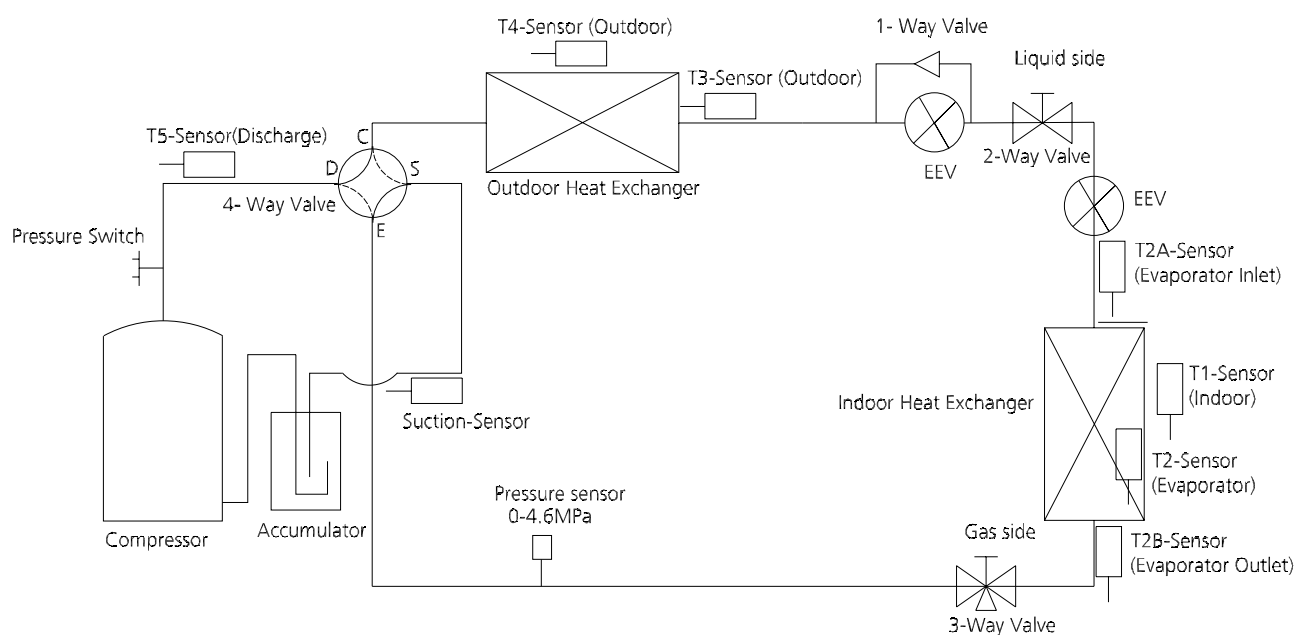 T4-Sensor (Outdoor)
1- Way Valve
Liquid side
T3-Sensor (Outdoor)
T5-Sensor(Discharge)
C
D
S
E
4- Way Valve
Outdoor Heat Exchanger
EEV
2-Way Valve
EEV
Pressure Switch
T2A-Sensor
(Evaporator Inlet)
T1-Sensor
(Indoor)
Indoor Heat Exchanger
Suction-Sensor
T2-Sensor
(Evaporator)
Pressure sensor
0-4.6MPa
Compressor
Accumulator
Gas side
T2B-Sensor
(Evaporator Outlet)
3-Way Valve